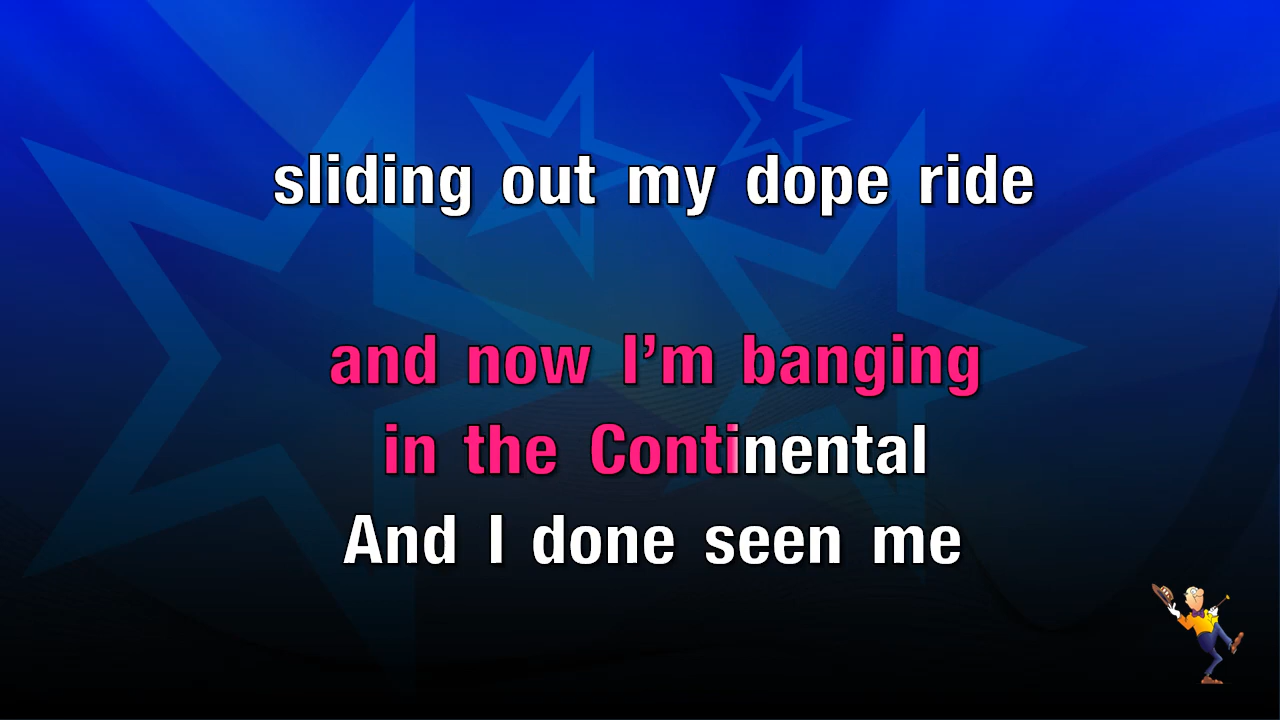 sliding out my dope ride
and now I’m banging
in the Continental
And I done seen me